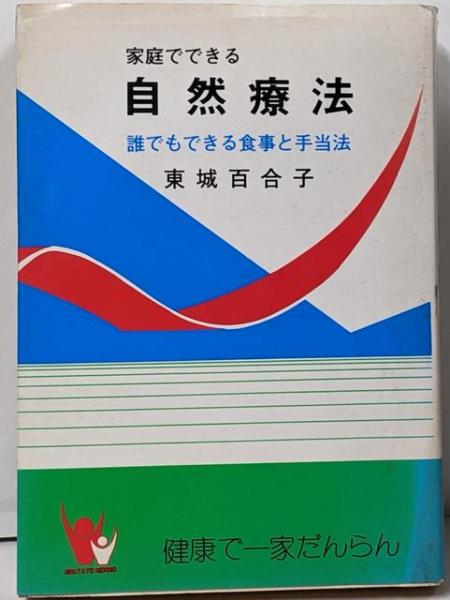 家庭でできる
自然療法
誰でもできる食事と手当法
東城百合子
健康で一家だんらん